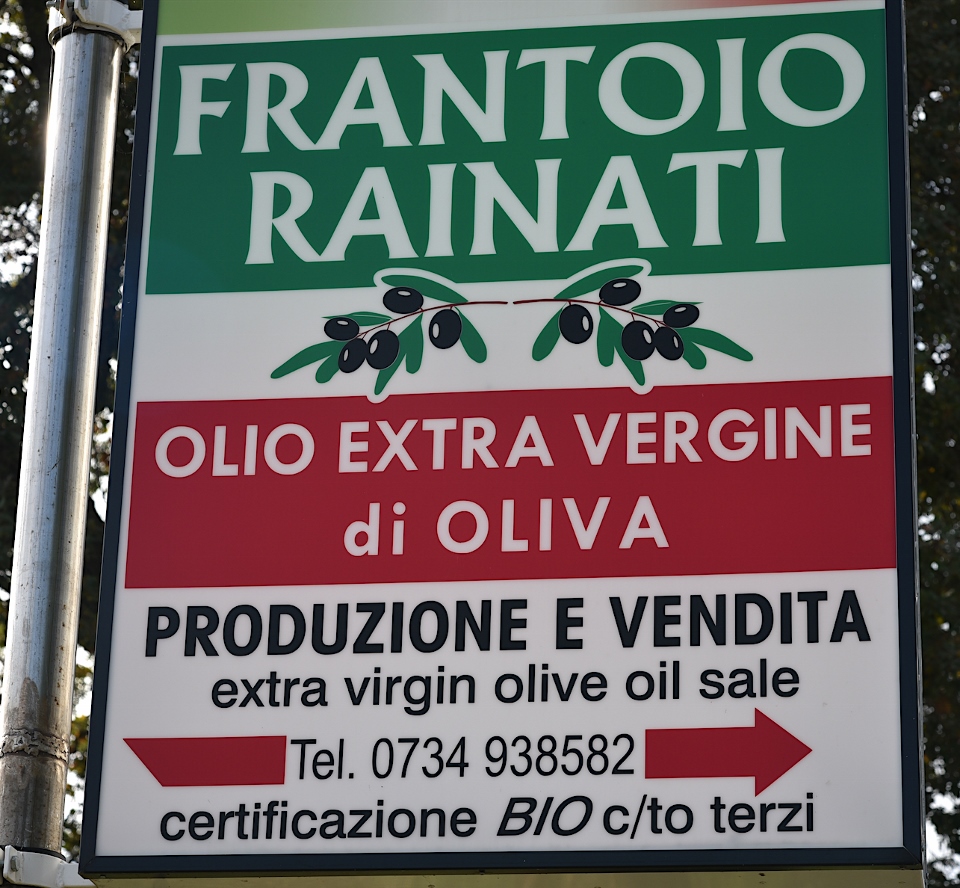 FRANTOIO
RAINATI
OLIO EXTRA VERGINE
di OLIVA
PRODUZIONE E VENDITA
extra virgin olive oil sale
Tel. 0734 938582
certificazione BIO c/to terzi